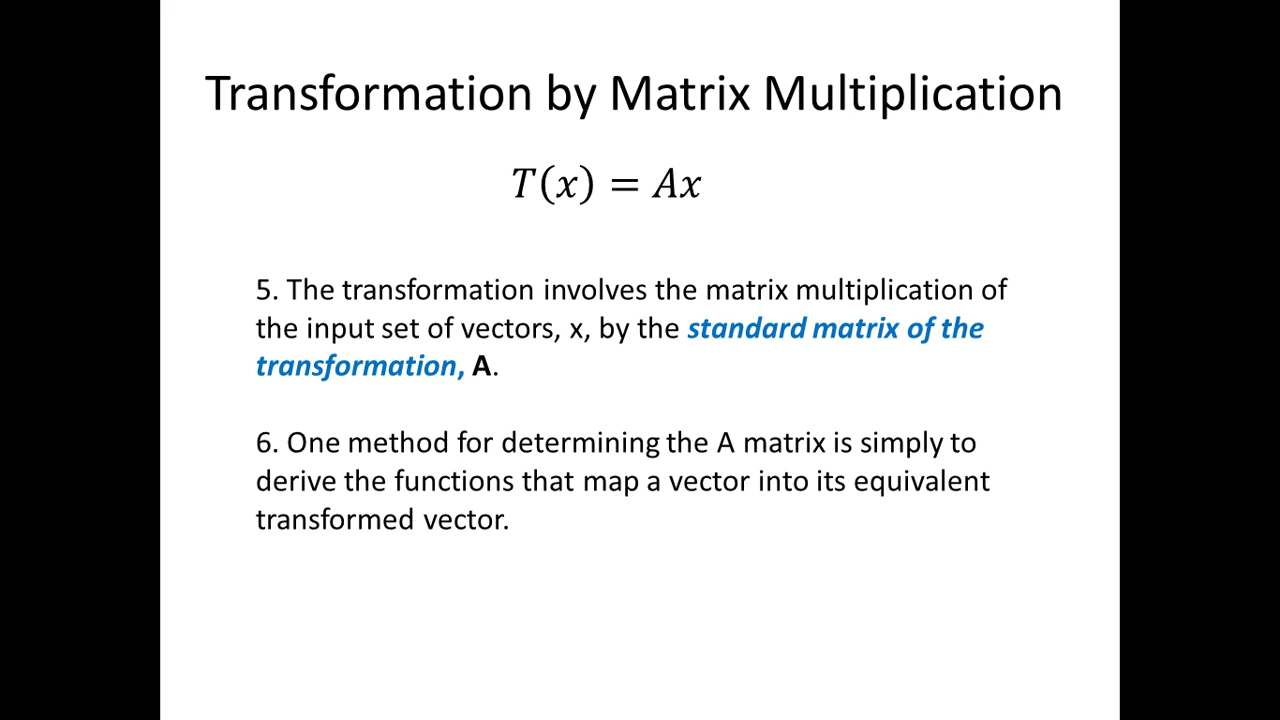 Transformation by Matrix Multiplication
T(x) = Ax
5. The transformation involves the matrix multiplication of
the input set of vectors, x, by the standard matrix of the
transformation, A.
6. One method for determining the A matrix is simply to
derive the functions that map a vector into its equivalent
transformed vector.